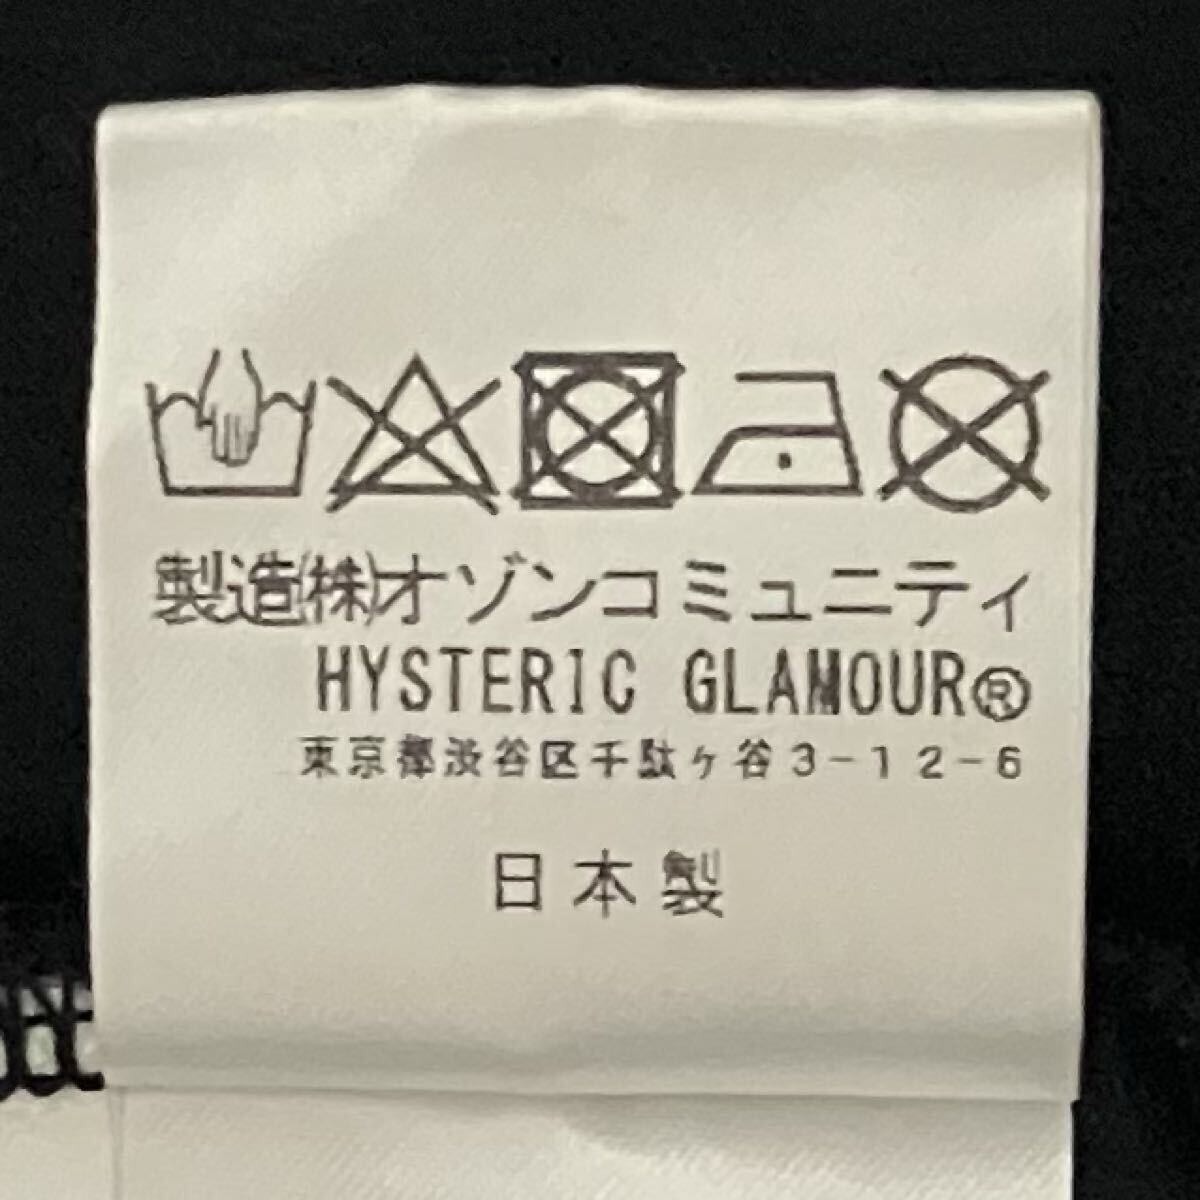 製造(株)オゾンコミュニティ
HYSTERIC GLAMOUR®
東京都渋谷区千駄ヶ谷3-12-6
日本製